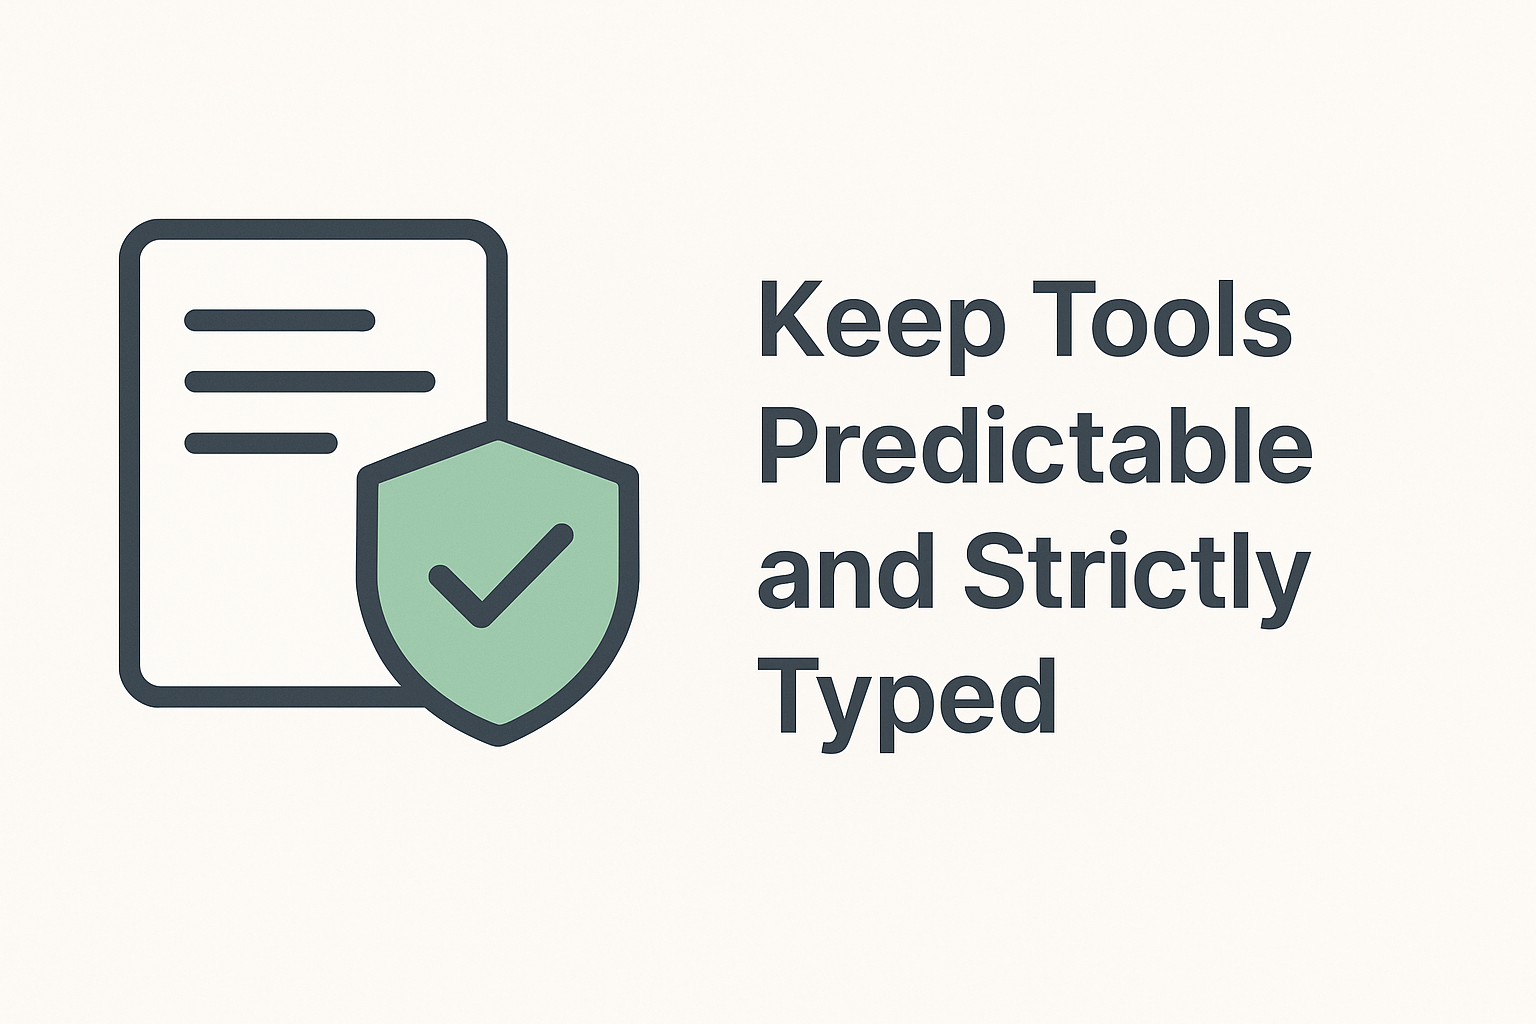 Keep Tools
Predictable
and Strictly
Typed